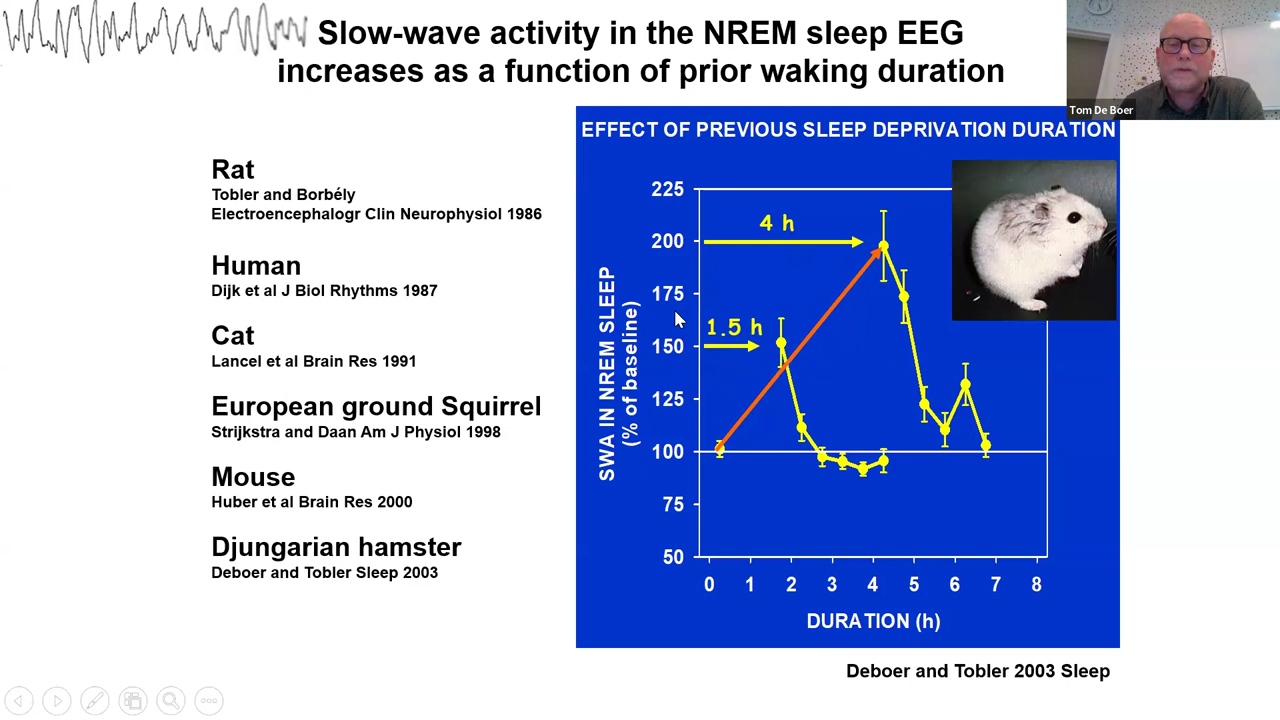 Slow-wave activity in the NREM sleep EEG
increases as a function of prior waking duration
Tom De Boer
Rat
Tobler and Borbély
Electroencephalogr Clin Neurophysiol 1986
Human
Dijk et al J Biol Rhythms 1987
Cat
Lancel et al Brain Res 1991
European ground Squirrel
Strijkstra and Daan Am J Physiol 1998
Mouse
Huber et al Brain Res 2000
Djungarian hamster
Deboer and Tobler Sleep 2003
EFFECT OF PREVIOUS SLEEP DEPRIVATION DURATION
SWA IN NREM SLEEP
(% of baseline)
225
200
175
150
125
100
75
50
4 h
1.5 h
0 1 2 3 4 5 6 7 8
DURATION (h)
Deboer and Tobler 2003 Sleep